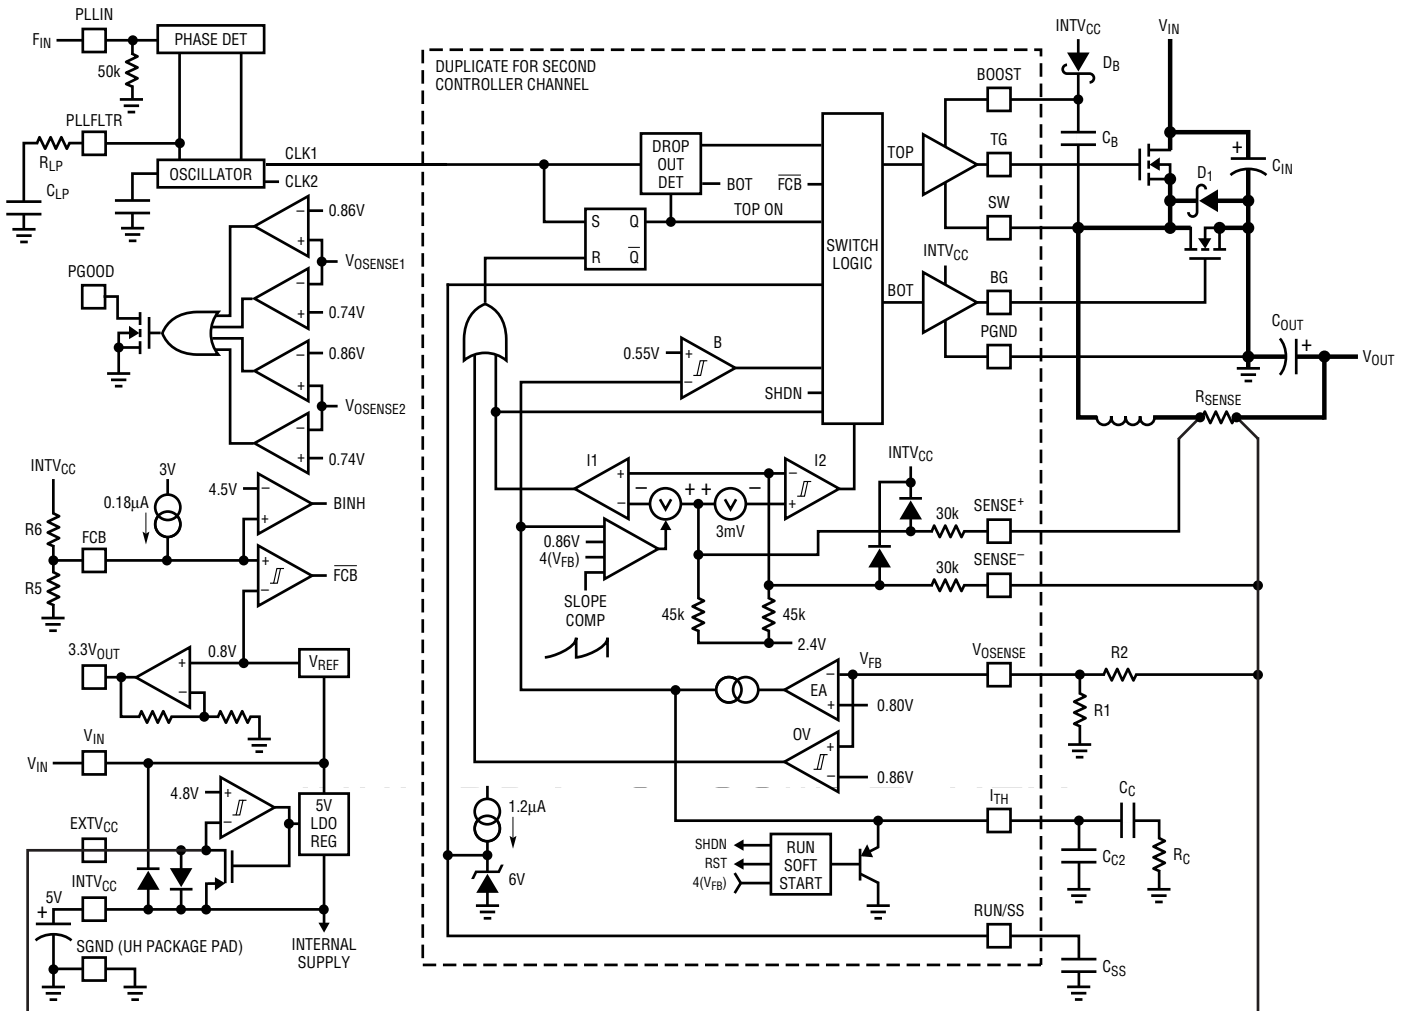 PLLIN
F_IN
PHASE DET
50k
PLLFLTR
R_LP
C_LP
OSCILLATOR
CLK1
CLK2
0.86V
V_OSENSE1
0.74V
PGOOD
0.86V
V_OSENSE2
0.74V
INTV_CC
3V
0.18µA
4.5V
BINH
R6
FCB
R5
F̅C̅B̅
3.3V_OUT
0.8V
V_REF
V_IN
V_IN
4.8V
5V
LDO
REG
EXTV_CC
INTV_CC
5V
SGND (UH PACKAGE PAD)
INTERNAL
SUPPLY
DUPLICATE FOR SECOND
CONTROLLER CHANNEL
DROP
OUT
DET
BOT
F̅C̅B̅
TOP ON
S
Q
R
Q̅
SWITCH
LOGIC
TOP
BOT
INTV_CC
0.55V
B
SHDN
I1
I2
3mV
0.86V
4(V_FB)
SLOPE
COMP
45k
45k
2.4V
INTV_CC
30k
SENSE+
30k
SENSE−
V_FB
EA
0.80V
OV
0.86V
V_OSENSE
R2
R1
1.2µA
6V
SHDN
RST
4(V_FB)
RUN
SOFT
START
I_TH
C_C
C_C2
R_C
RUN/SS
C_SS
BOOST
TG
SW
BG
PGND
INTV_CC
D_B
C_B
V_IN
D_1
C_IN
C_OUT
V_OUT
R_SENSE